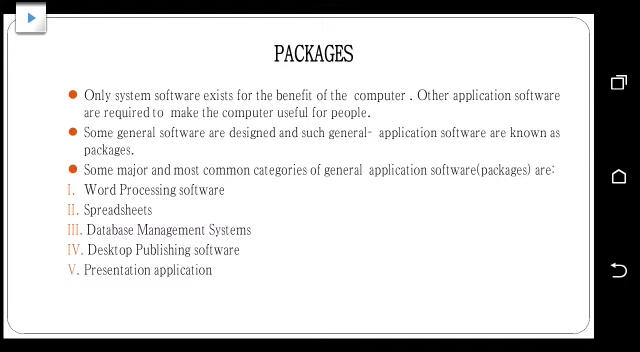 PACKAGES
Only system software exists for the benefit of the computer . Other application software
are required to make the computer useful for people.
Some general software are designed and such general- application software are known as
packages.
Some major and most common categories of general application software(packages) are:
I. Word Processing software
II. Spreadsheets
III. Database Management Systems
IV. Desktop Publishing software
V. Presentation application